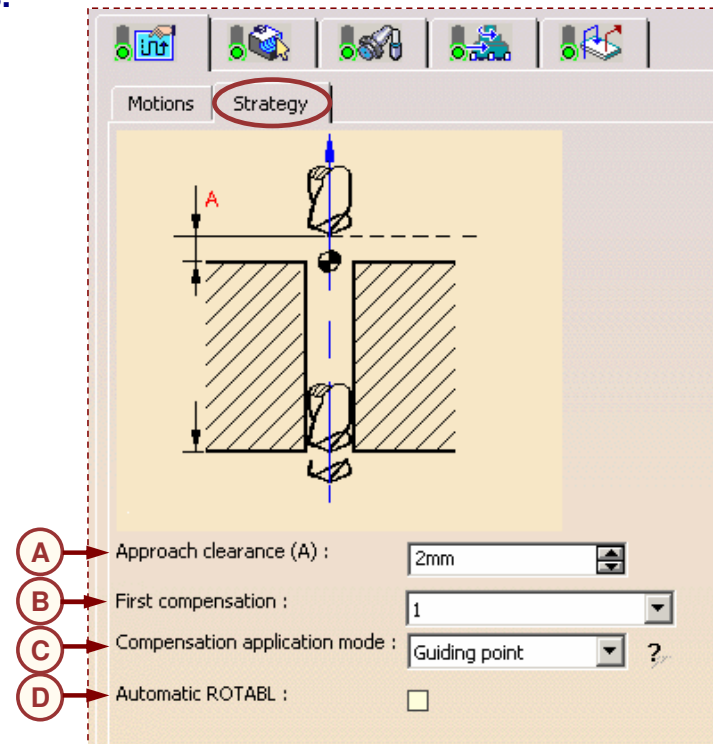 Motions Strategy
A
A Approach clearance (A) : 2mm
B First compensation : 1
C Compensation application mode : Guiding point ?
D Automatic ROTABL :